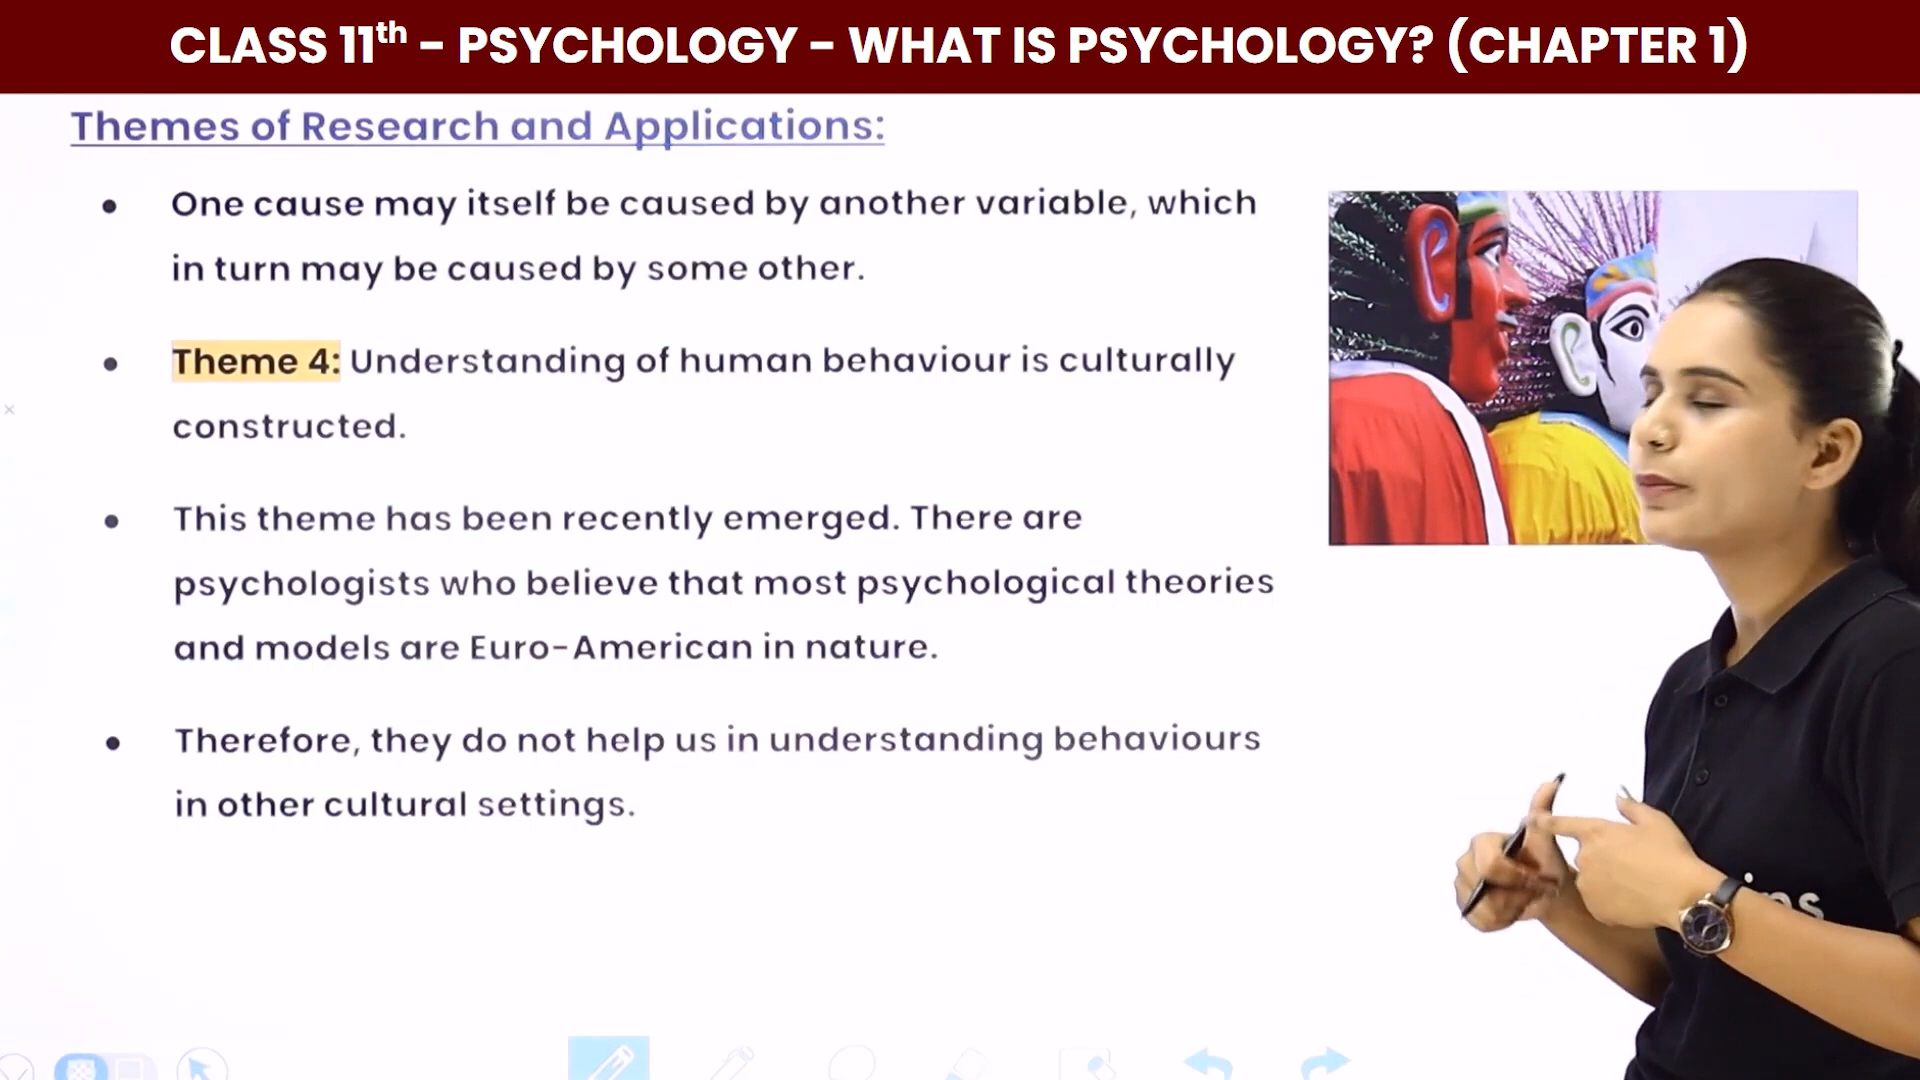 CLASS 11th – PSYCHOLOGY – WHAT IS PSYCHOLOGY? (CHAPTER 1)
Themes of Research and Applications:
• One cause may itself be caused by another variable, which
in turn may be caused by some other.
• Theme 4: Understanding of human behaviour is culturally
constructed.
• This theme has been recently emerged. There are
psychologists who believe that most psychological theories
and models are Euro-American in nature.
• Therefore, they do not help us in understanding behaviours
in other cultural settings.